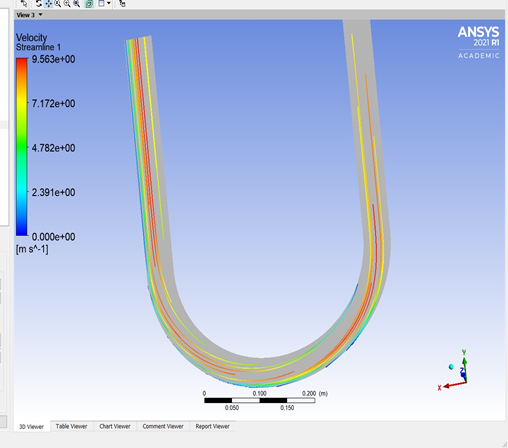 View 3
Velocity
Streamline 1
9.563e+00
7.172e+00
4.782e+00
2.391e+00
0.000e+00
[m s^-1]
ANSYS
2021 R1
ACADEMIC
Y
X
0 0.100 0.200 (m)
0.050 0.150
3D Viewer Table Viewer Chart Viewer Comment Viewer Report Viewer